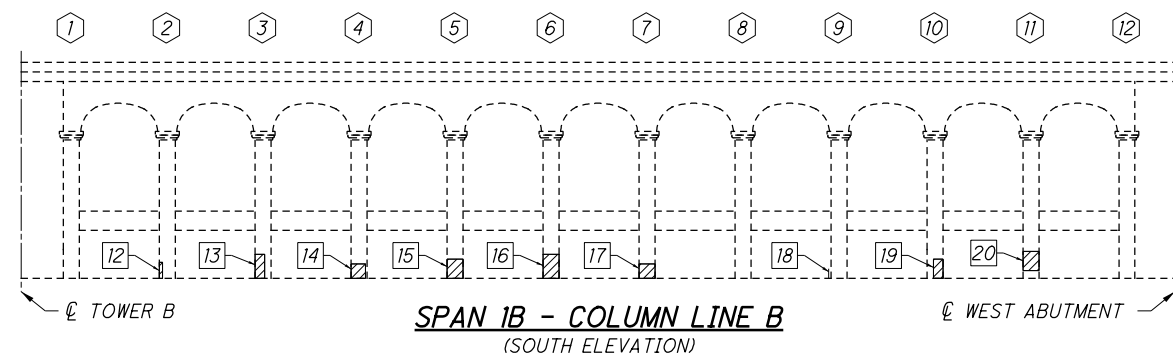 1 2 3 4 5 6 7 8 9 10 11 12
12 13 14 15 16 17 18 19 20
℄ TOWER B
℄ WEST ABUTMENT
SPAN 1B - COLUMN LINE B
(SOUTH ELEVATION)